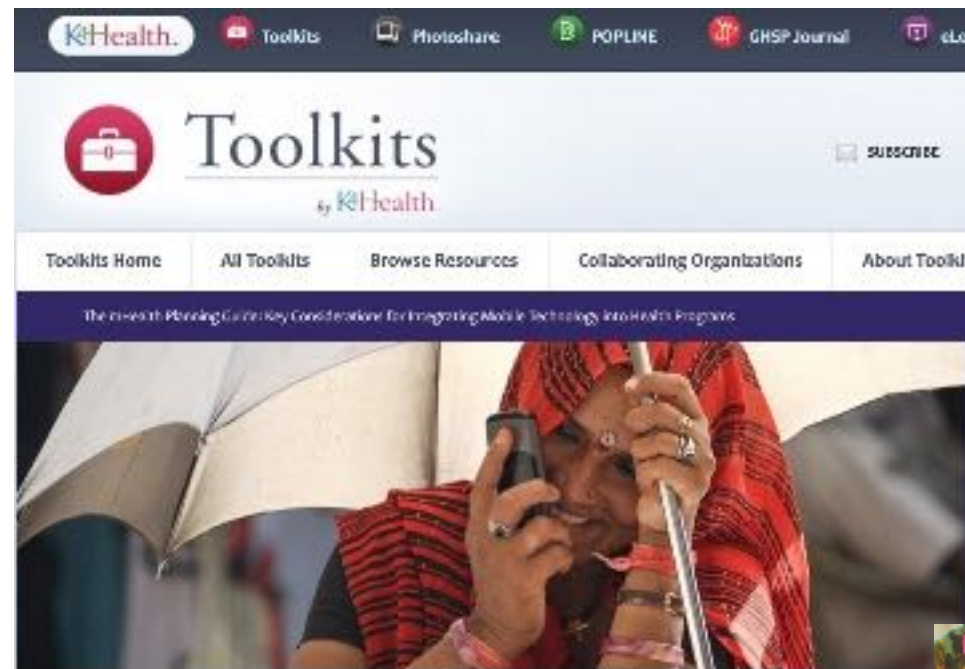 K4Health. Toolkits Photoshare POPLINE GHSP Journal
Toolkits
SUBSCRIBE
by K4Health
Toolkits Home All Toolkits Browse Resources Collaborating Organizations About
The mHealth Planning Guide: Key Considerations for Integrating Mobile Technology into Health Programs